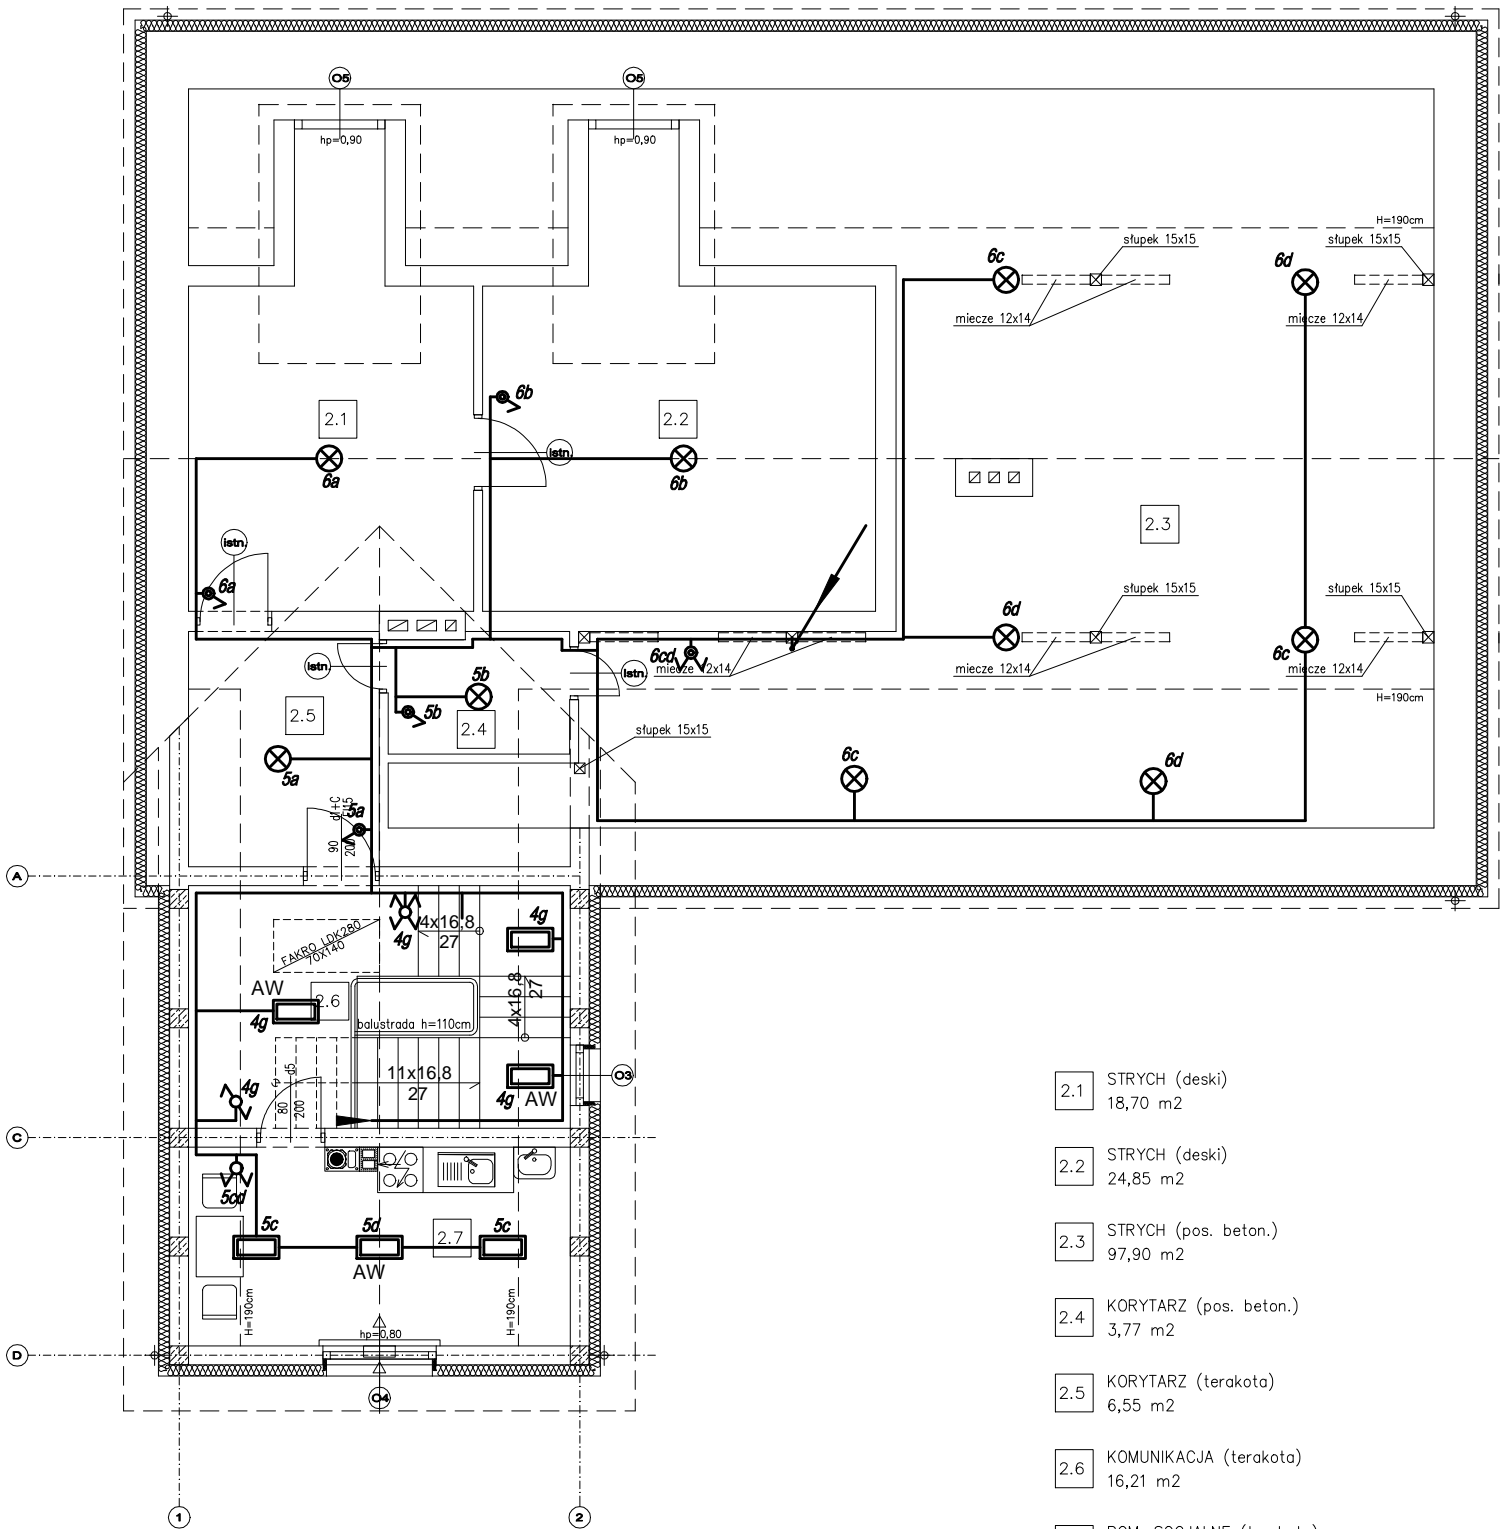 O5
O5
hp=0,90
hp=0,90
H=190cm
słupek 15x15
słupek 15x15
6c
6d
miecze 12x14
miecze 12x14
6b
2.1
2.2
istn.
6a
6b
2.3
istn.
6a
słupek 15x15
słupek 15x15
6d
6cd
6c
istn.
istn.
miecze 12x14
miecze 12x14
miecze 12x14
5b
H=190cm
2.5
5b
2.4
słupek 15x15
5a
6c
6d
d1+C
EI15
5a
90
200
A
4g
4x16,8
27
4g
FAKRO LDK280
70X140
AW
2.6
4x16,8
27
4g
balustrada h=110cm
d5
11x16,8
27
O3
4g
80
200
4g
AW
C
5cd
5c
5d
5c
2.7
AW
H=190cm
H=190cm
hp=0,80
D
O4
1
2
2.1
STRYCH (deski)
18,70 m2
2.2
STRYCH (deski)
24,85 m2
2.3
STRYCH (pos. beton.)
97,90 m2
2.4
KORYTARZ (pos. beton.)
3,77 m2
2.5
KORYTARZ (terakota)
6,55 m2
2.6
KOMUNIKACJA (terakota)
16,21 m2